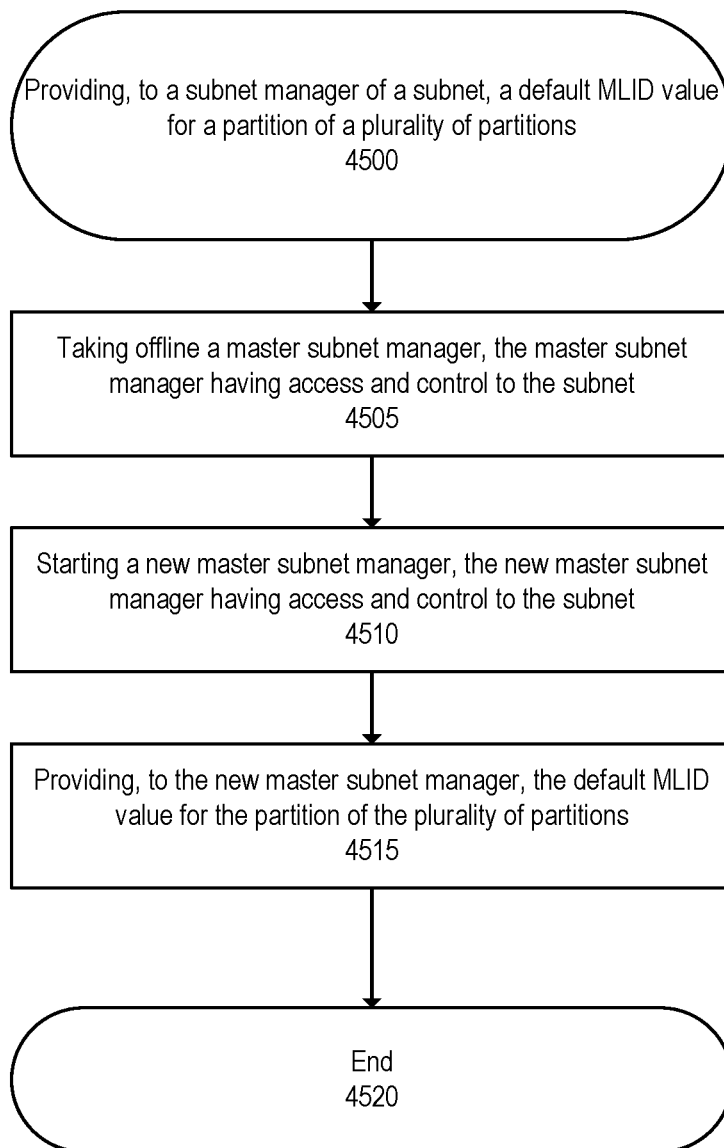 Providing, to a subnet manager of a subnet, a default MLID value
for a partition of a plurality of partitions
4500
Taking offline a master subnet manager, the master subnet
manager having access and control to the subnet
4505
Starting a new master subnet manager, the new master subnet
manager having access and control to the subnet
4510
Providing, to the new master subnet manager, the default MLID
value for the partition of the plurality of partitions
4515
End
4520